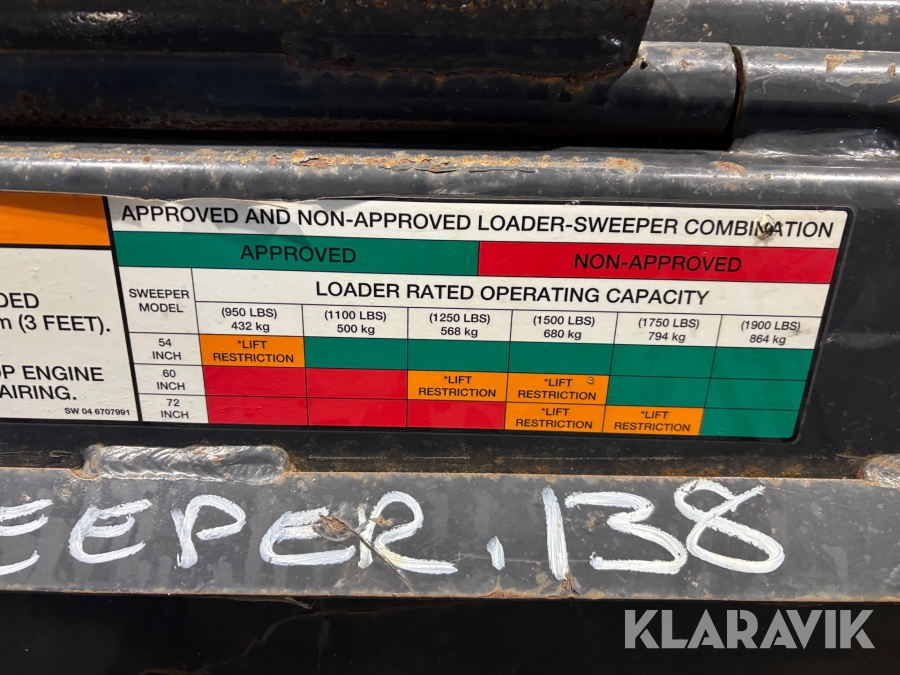 APPROVED AND NON-APPROVED LOADER-SWEEPER COMBINATION
APPROVED NON-APPROVED
SWEEPER MODEL
LOADER RATED OPERATING CAPACITY
(950 LBS) (1100 LBS) (1250 LBS) (1500 LBS) (1750 LBS) (1900 LBS)
432 kg 500 kg 568 kg 680 kg 794 kg 864 kg
54 INCH
*LIFT RESTRICTION
60 INCH
*LIFT RESTRICTION *LIFT RESTRICTION
72 INCH
*LIFT RESTRICTION *LIFT RESTRICTION
DED
m (3 FEET).
OP ENGINE
AIRING.
SW 04 6707991
EEPER.138
KLARAVIK